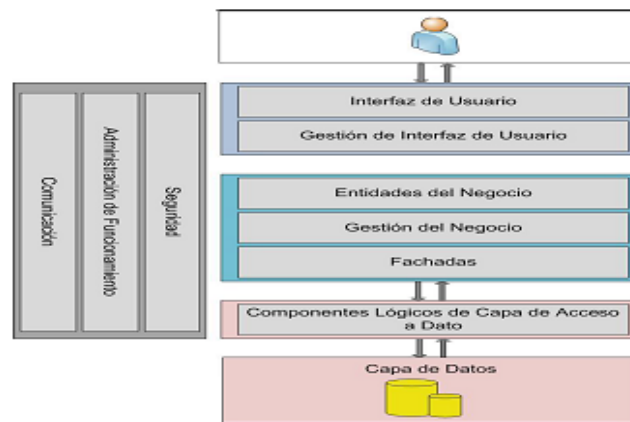 Interfaz de Usuario
Gestión de Interfaz de Usuario
Entidades del Negocio
Gestión del Negocio
Fachadas
Componentes Lógicos de Capa de Acceso
a Dato
Capa de Datos
Comunicación
Administración de Funcionamiento
Seguridad